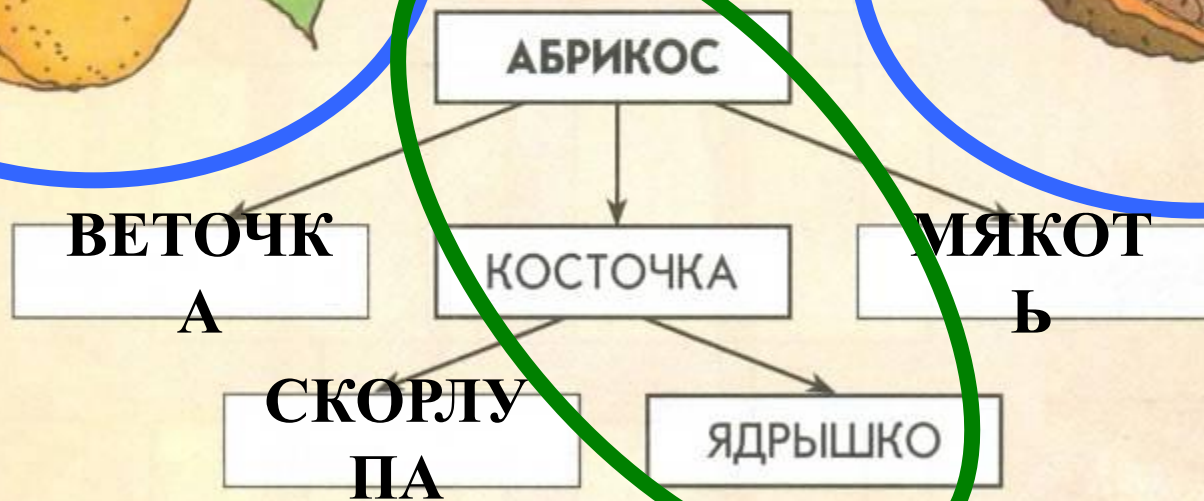 АБРИКОС
ВЕТОЧК
А
КОСТОЧКА
МЯКОТ
Ь
СКОРЛУ
ПА
ЯДРЫШКО